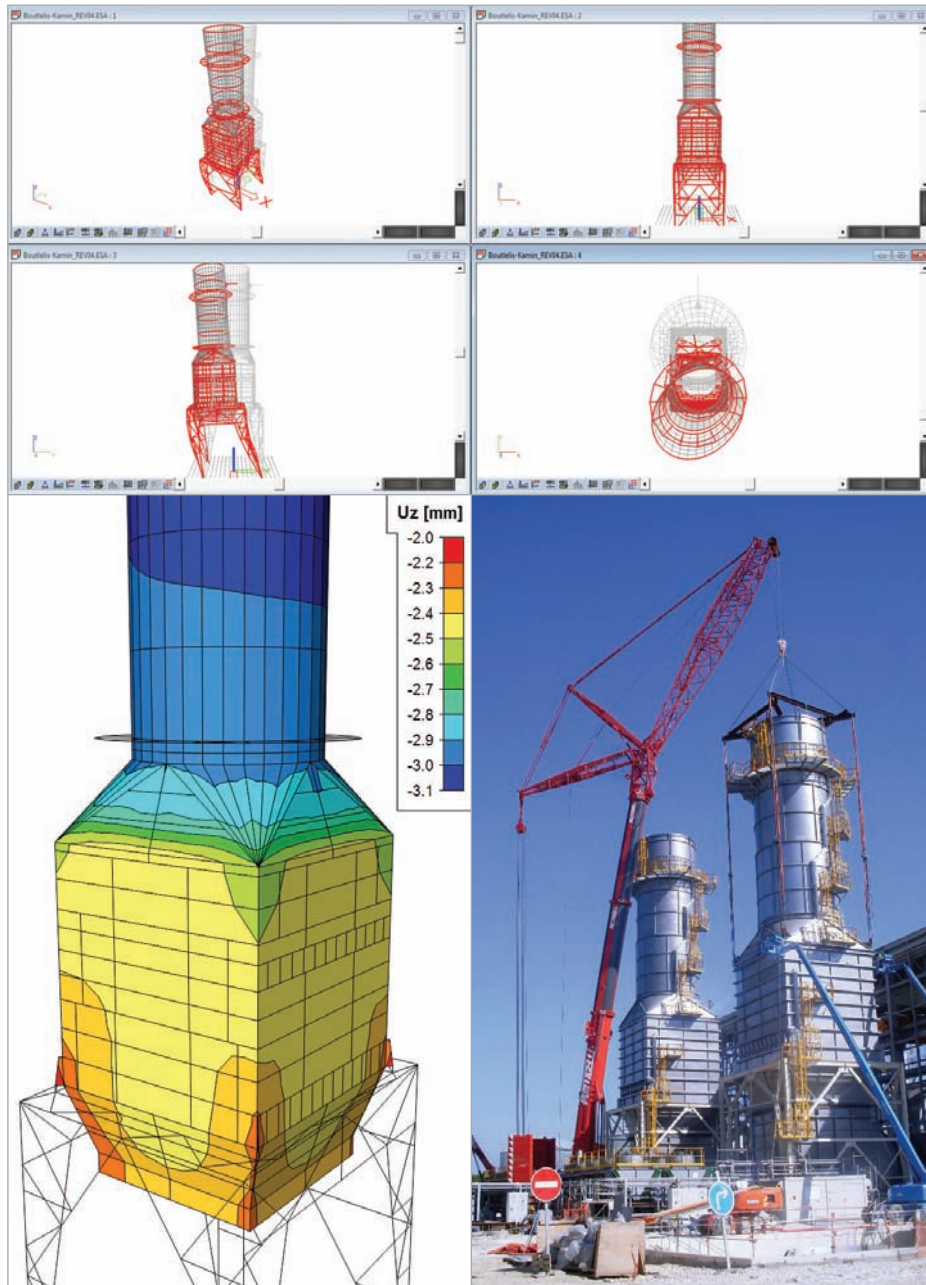 Boutlelis-Kamin_REV04.ESA : 1
Boutlelis-Kamin_REV04.ESA : 2
Boutlelis-Kamin_REV04.ESA : 3
Boutlelis-Kamin_REV04.ESA : 4
Uz [mm]
-2.0
-2.2
-2.3
-2.4
-2.5
-2.6
-2.7
-2.8
-2.9
-3.0
-3.1